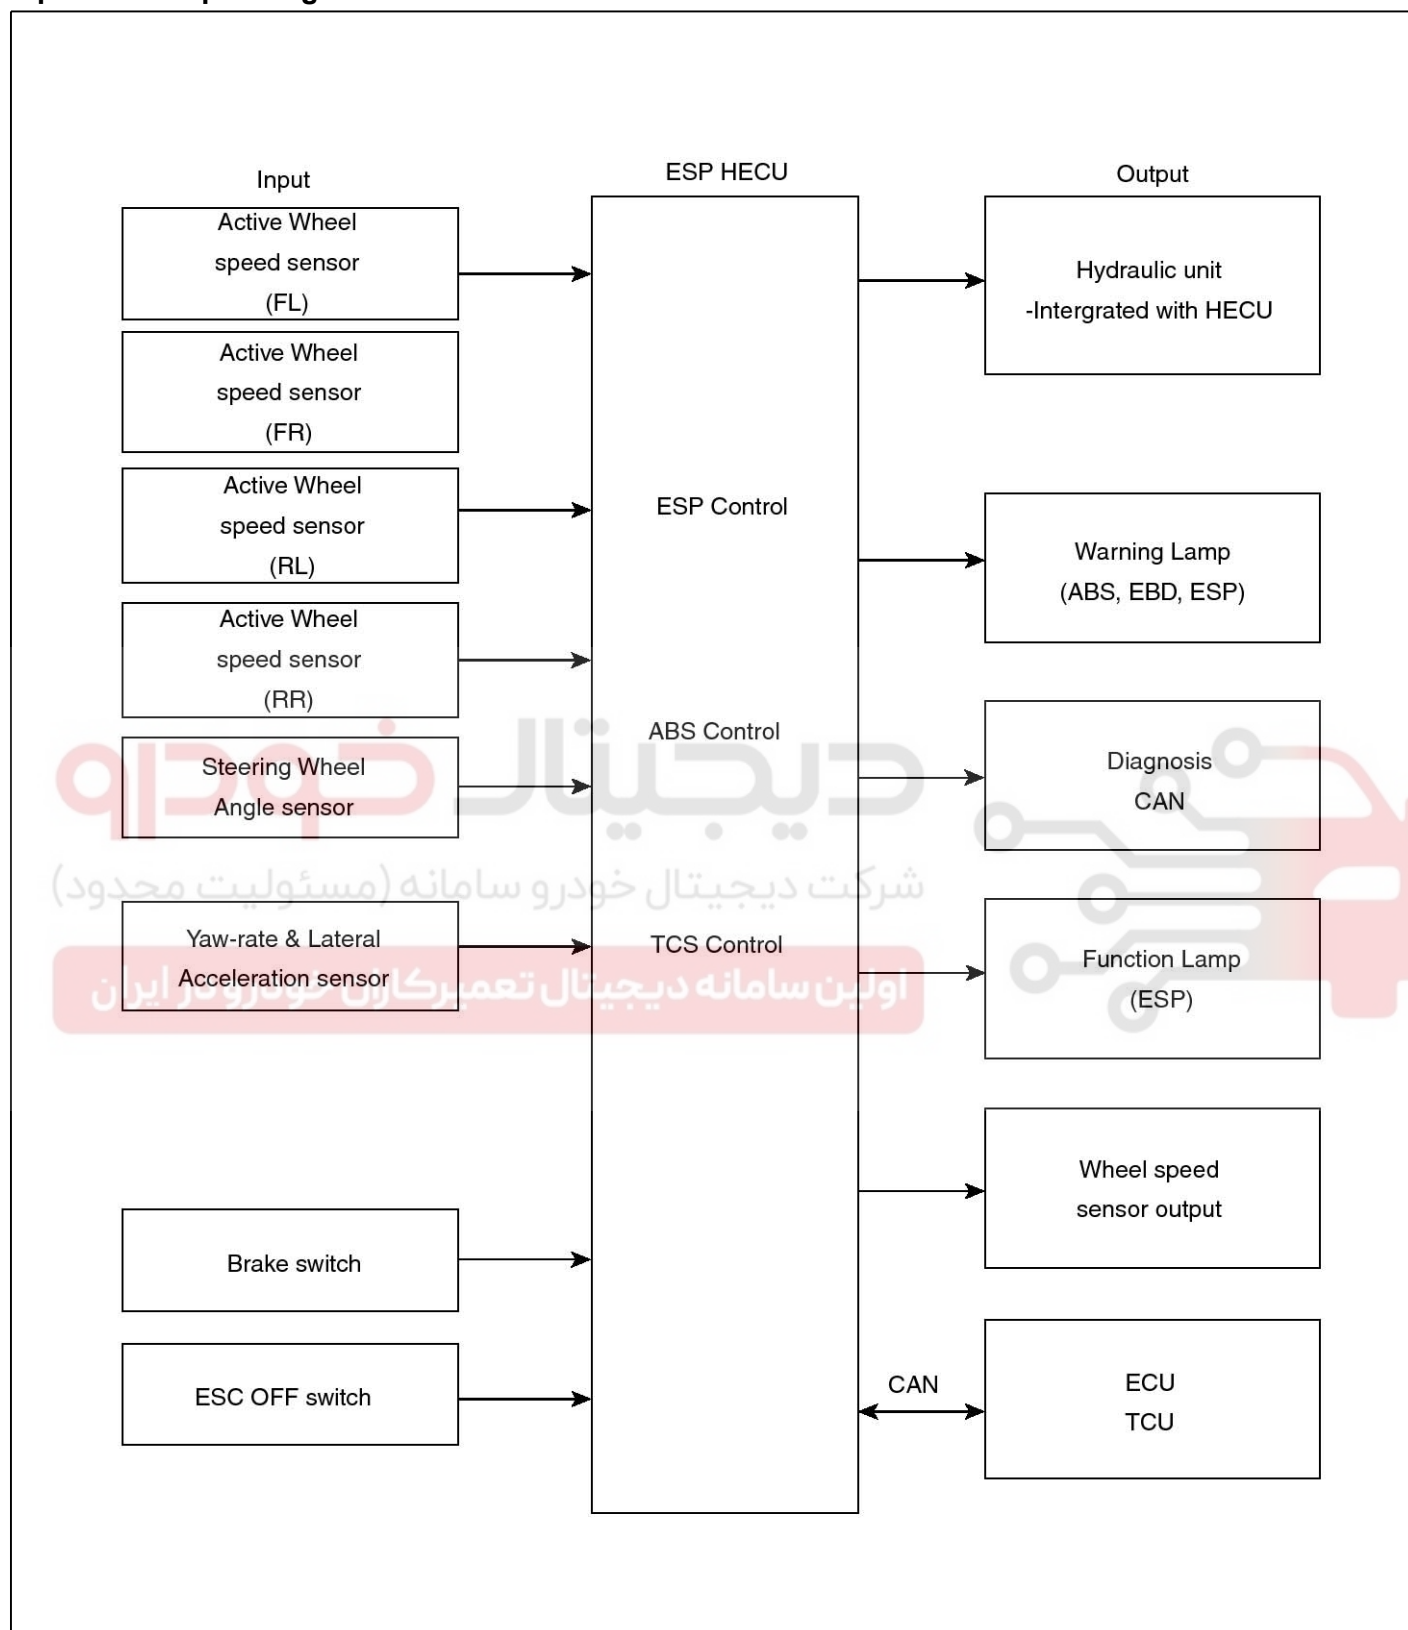 Input
Active Wheel
speed sensor
(FL)
Active Wheel
speed sensor
(FR)
Active Wheel
speed sensor
(RL)
Active Wheel
speed sensor
(RR)
Steering Wheel
Angle sensor
Yaw-rate & Lateral
Acceleration sensor
Brake switch
ESC OFF switch
ESP HECU
ESP Control
ABS Control
TCS Control
Output
Hydraulic unit
-Intergrated with HECU
Warning Lamp
(ABS, EBD, ESP)
Diagnosis
CAN
Function Lamp
(ESP)
Wheel speed
sensor output
CAN
ECU
TCU
دیجیتال خودرو
شرکت دیجیتال خودرو سامانه (مسئولیت محدود)
اولین سامانه دیجیتال تعمیرکاران خودرو در ایران